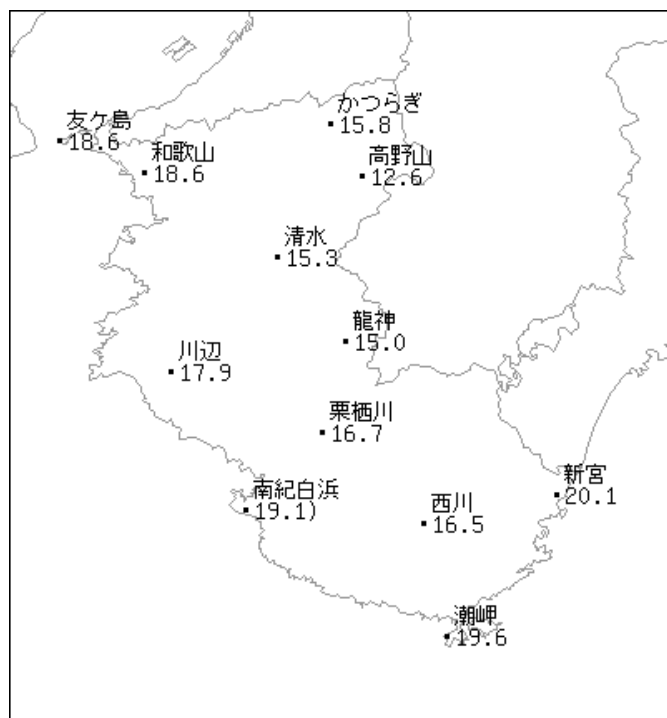 かつらぎ
15.8
友ケ島
18.6
和歌山
18.6
高野山
12.6
清水
15.3
龍神
15.0
川辺
17.9
栗栖川
16.7
南紀白浜
19.1)
西川
16.5
新宮
20.1
潮岬
19.6